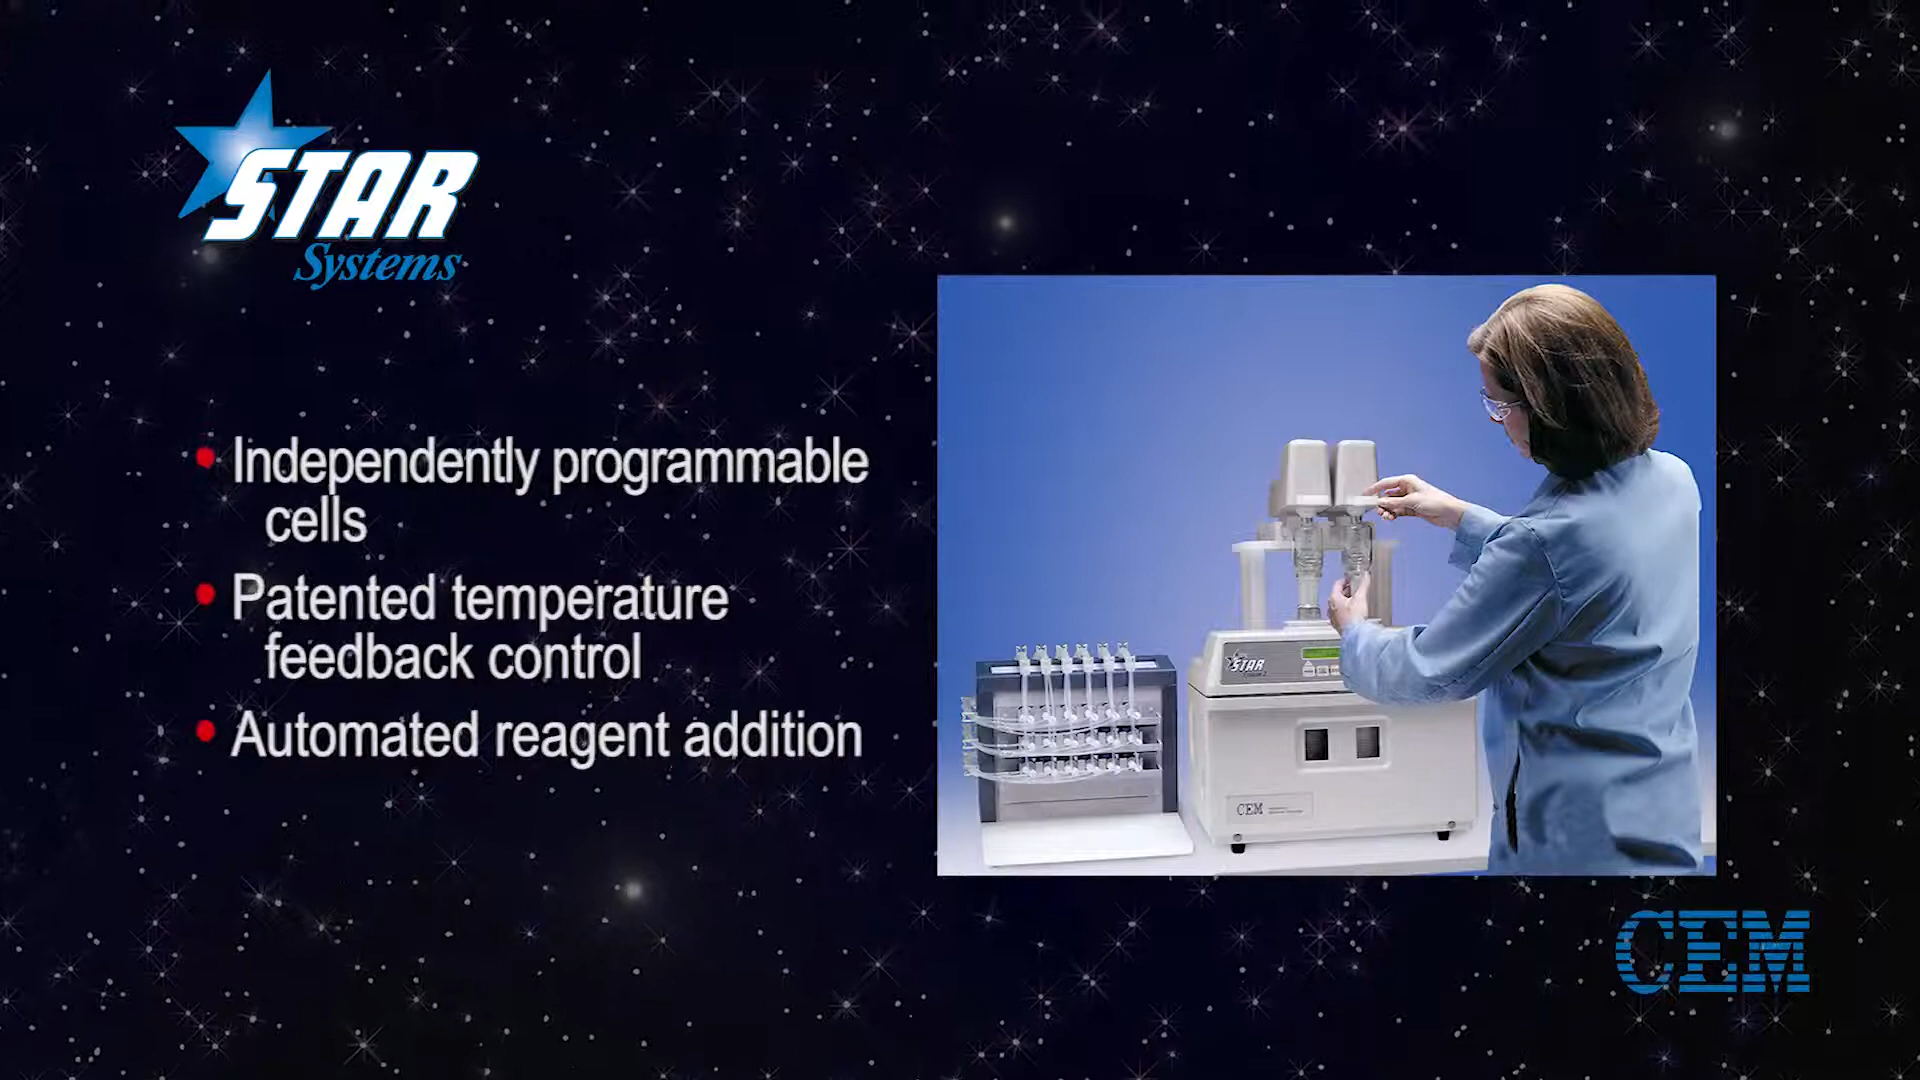 STAR
Systems
• Independently programmable
cells
• Patented temperature
feedback control
• Automated reagent addition
STAR
CEM
CEM